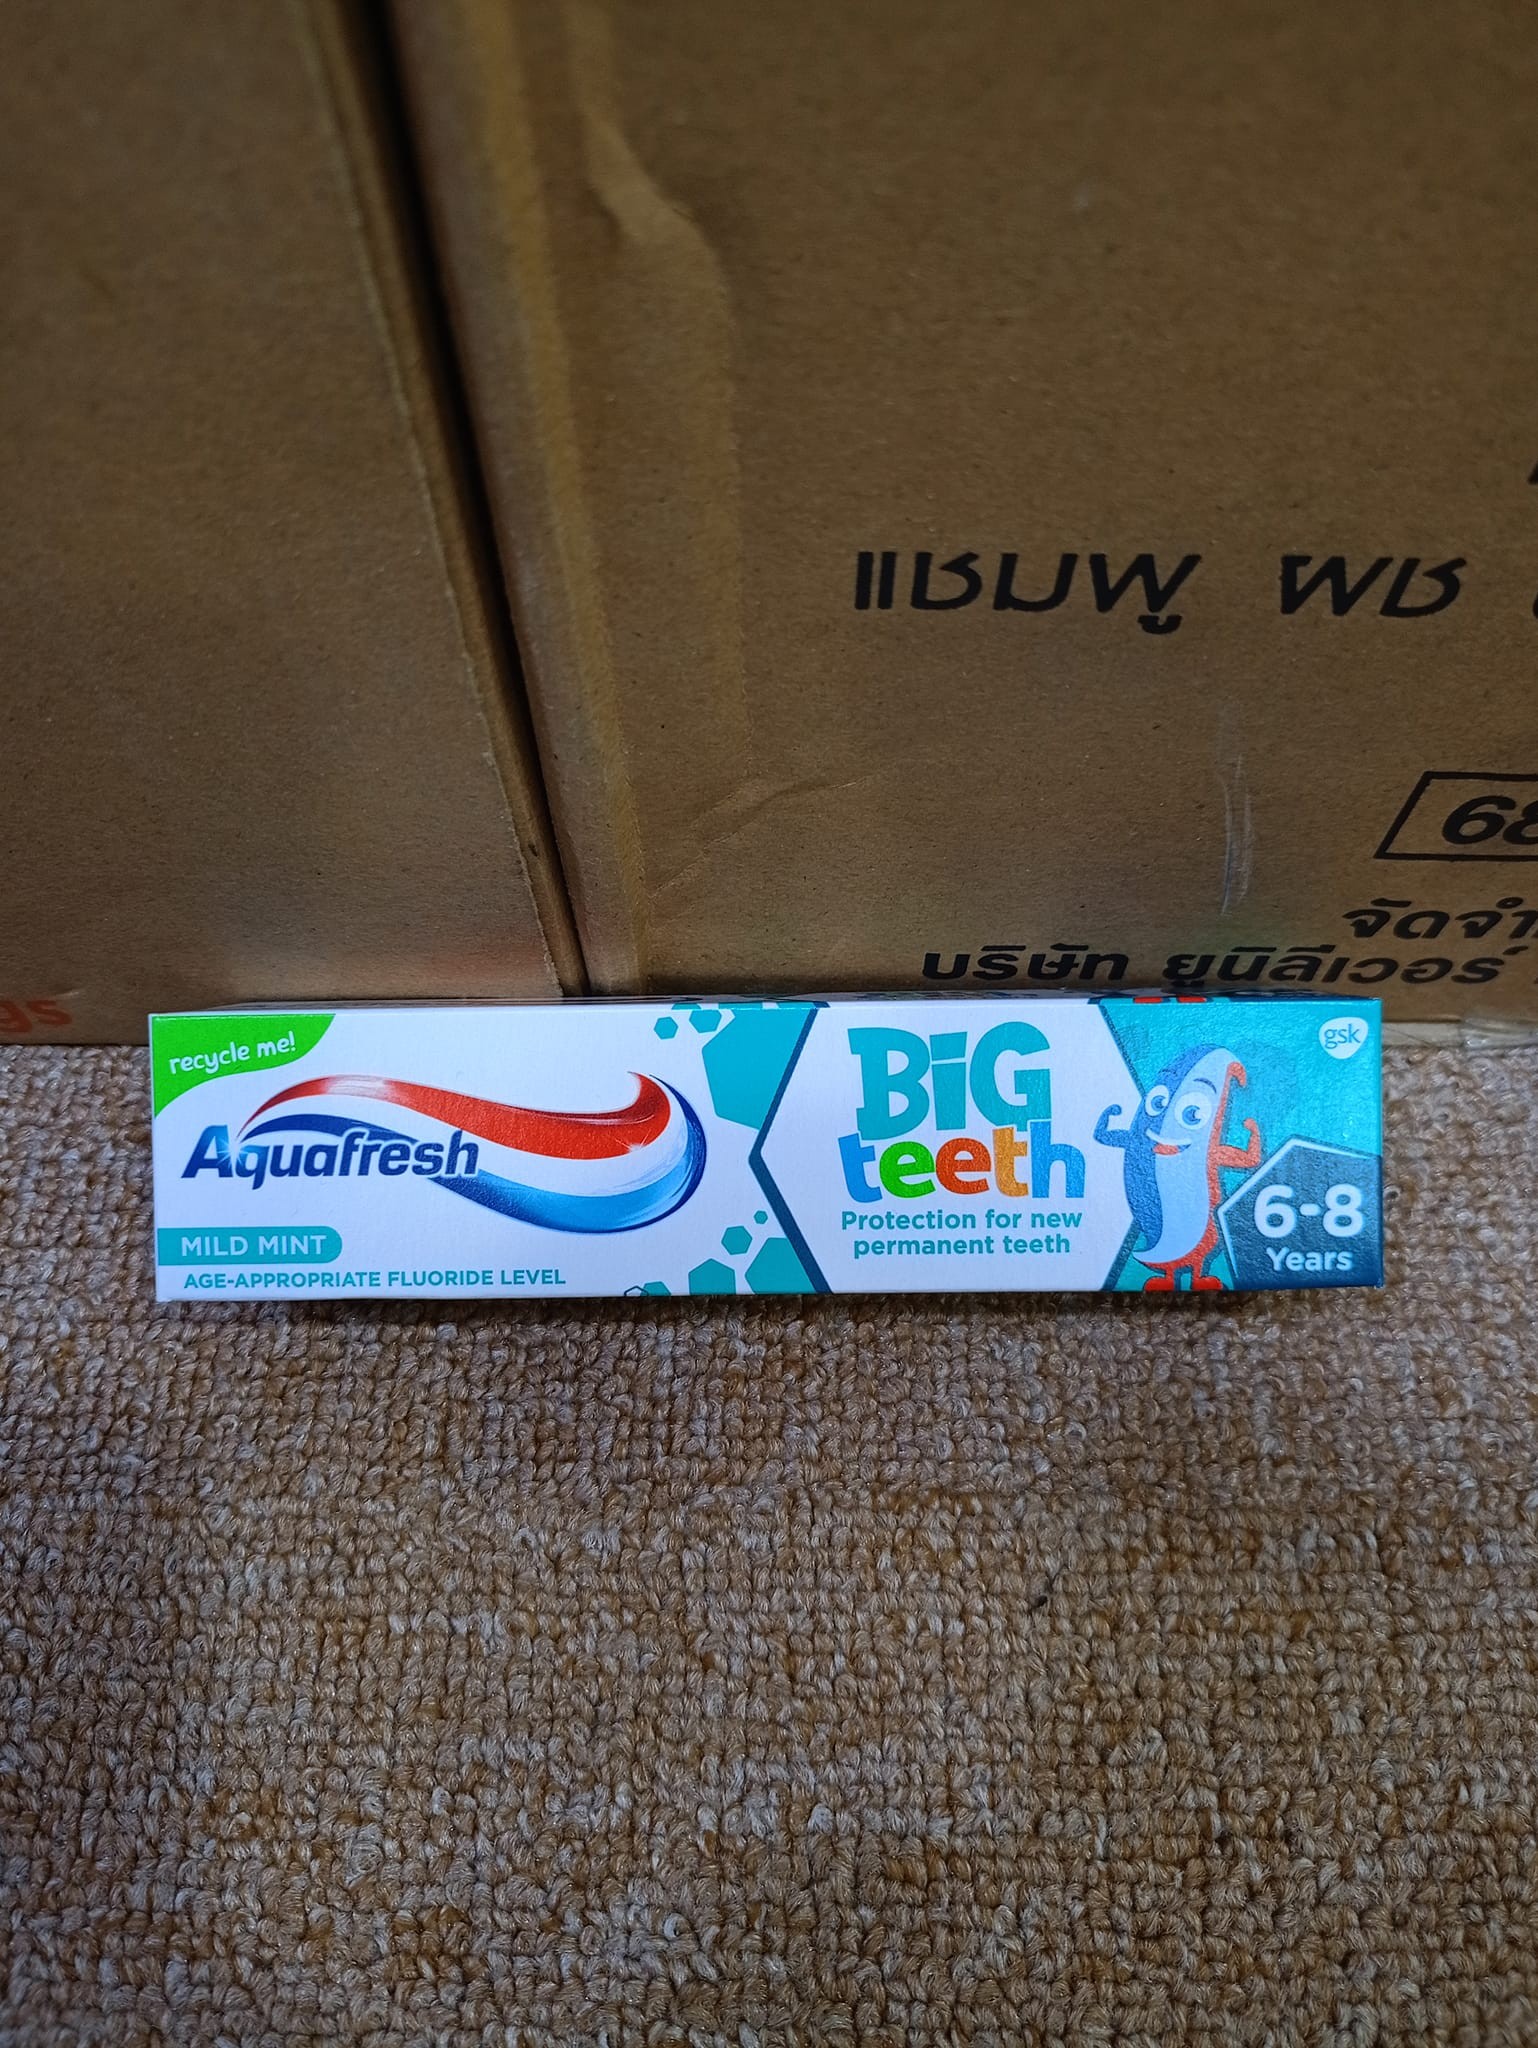 แชมพู พืช
68
จัดจำ
บริษัท ยูนิลีเวอร์
gs
recycle me!
Aquafresh
MILD MINT
AGE-APPROPRIATE FLUORIDE LEVEL
BiG
teeth
Protection for new
permanent teeth
gsk
6-8
Years